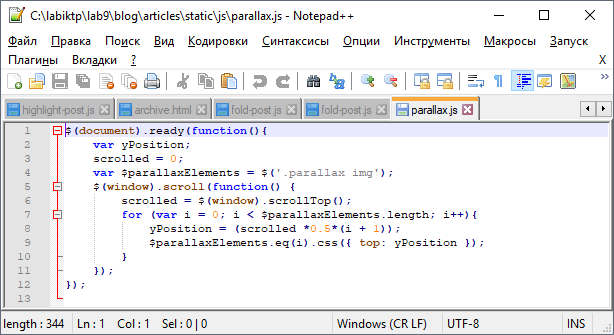 C:\labiktp\lab9\blog\articles\static\js\parallax.js - Notepad++
Файл Правка Поиск Вид Кодировки Синтаксисы Опции Инструменты Макросы Запуск
Плагины Вкладки ? X
highlight-post.js archive.html fold-post.js fold-post.js parallax.js
1 $(document).ready(function(){
2 var yPosition;
3 scrolled = 0;
4 var $parallaxElements = $('.parallax img');
5 $(window).scroll(function() {
6 scrolled = $(window).scrollTop();
7 for (var i = 0; i < $parallaxElements.length; i++){
8 yPosition = (scrolled *0.5*(i + 1));
9 $parallaxElements.eq(i).css({ top: yPosition });
10 }
11 });
12 });
13
length : 344 Ln : 1 Col : 1 Sel : 0 | 0 Windows (CR LF) UTF-8 INS